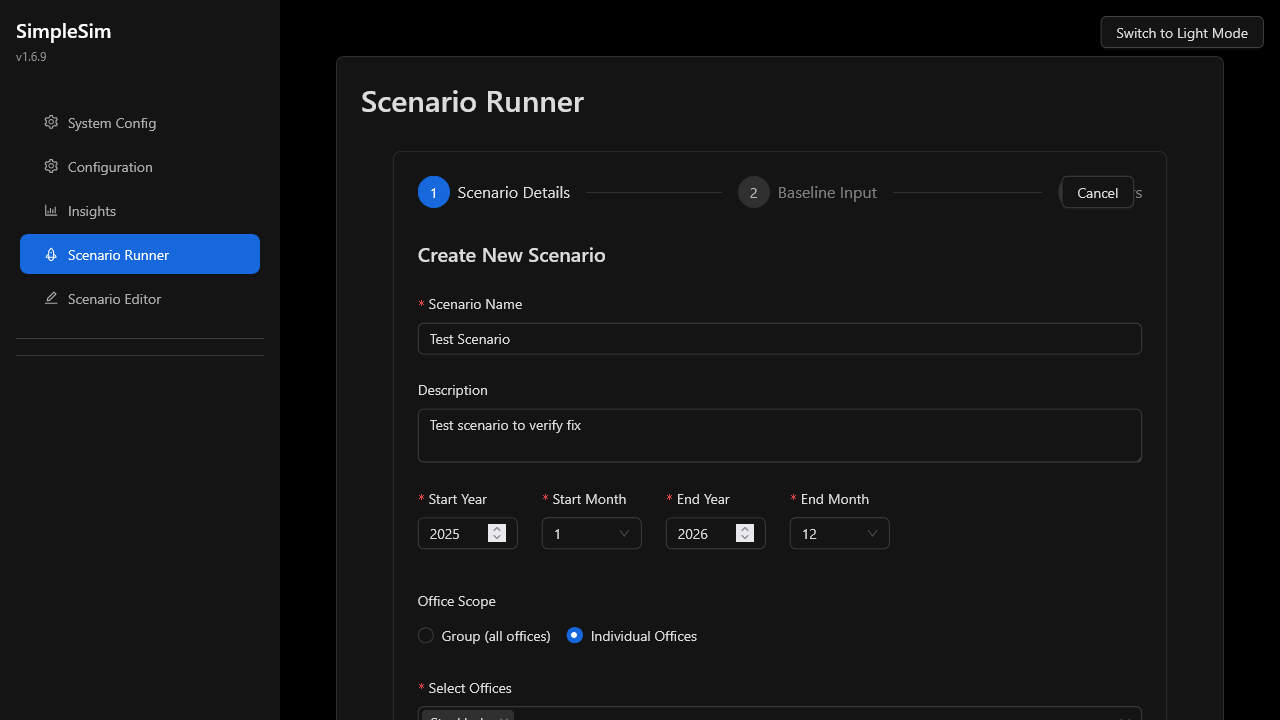 SimpleSim
v1.6.9
System Config
Configuration
Insights
Scenario Runner
Scenario Editor
Switch to Light Mode
Scenario Runner
1 Scenario Details
2 Baseline Input
Cancel
Create New Scenario
* Scenario Name
Test Scenario
Description
Test scenario to verify fix
* Start Year * Start Month * End Year * End Month
2025 1 2026 12
Office Scope
Group (all offices) Individual Offices
* Select Offices